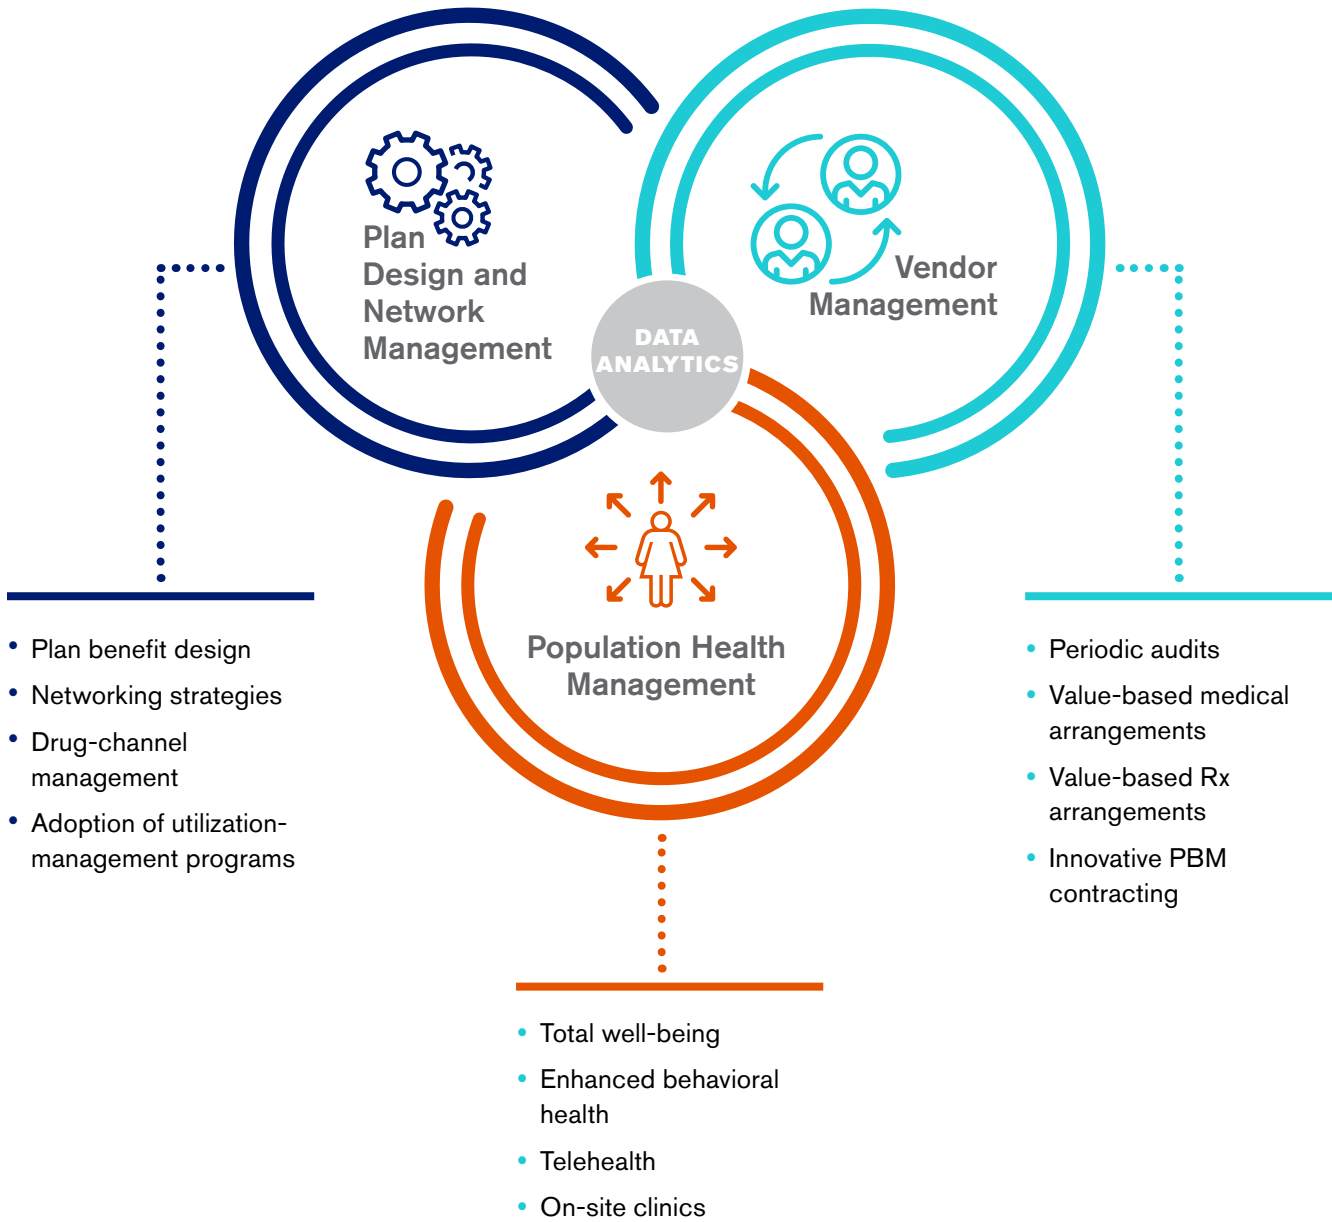 Plan
Design and
Network
Management
Vendor
Management
DATA
ANALYTICS
Population Health
Management
• Plan benefit design
• Networking strategies
• Drug-channel
management
• Adoption of utilization-
management programs
• Periodic audits
• Value-based medical
arrangements
• Value-based Rx
arrangements
• Innovative PBM
contracting
• Total well-being
• Enhanced behavioral
health
• Telehealth
• On-site clinics